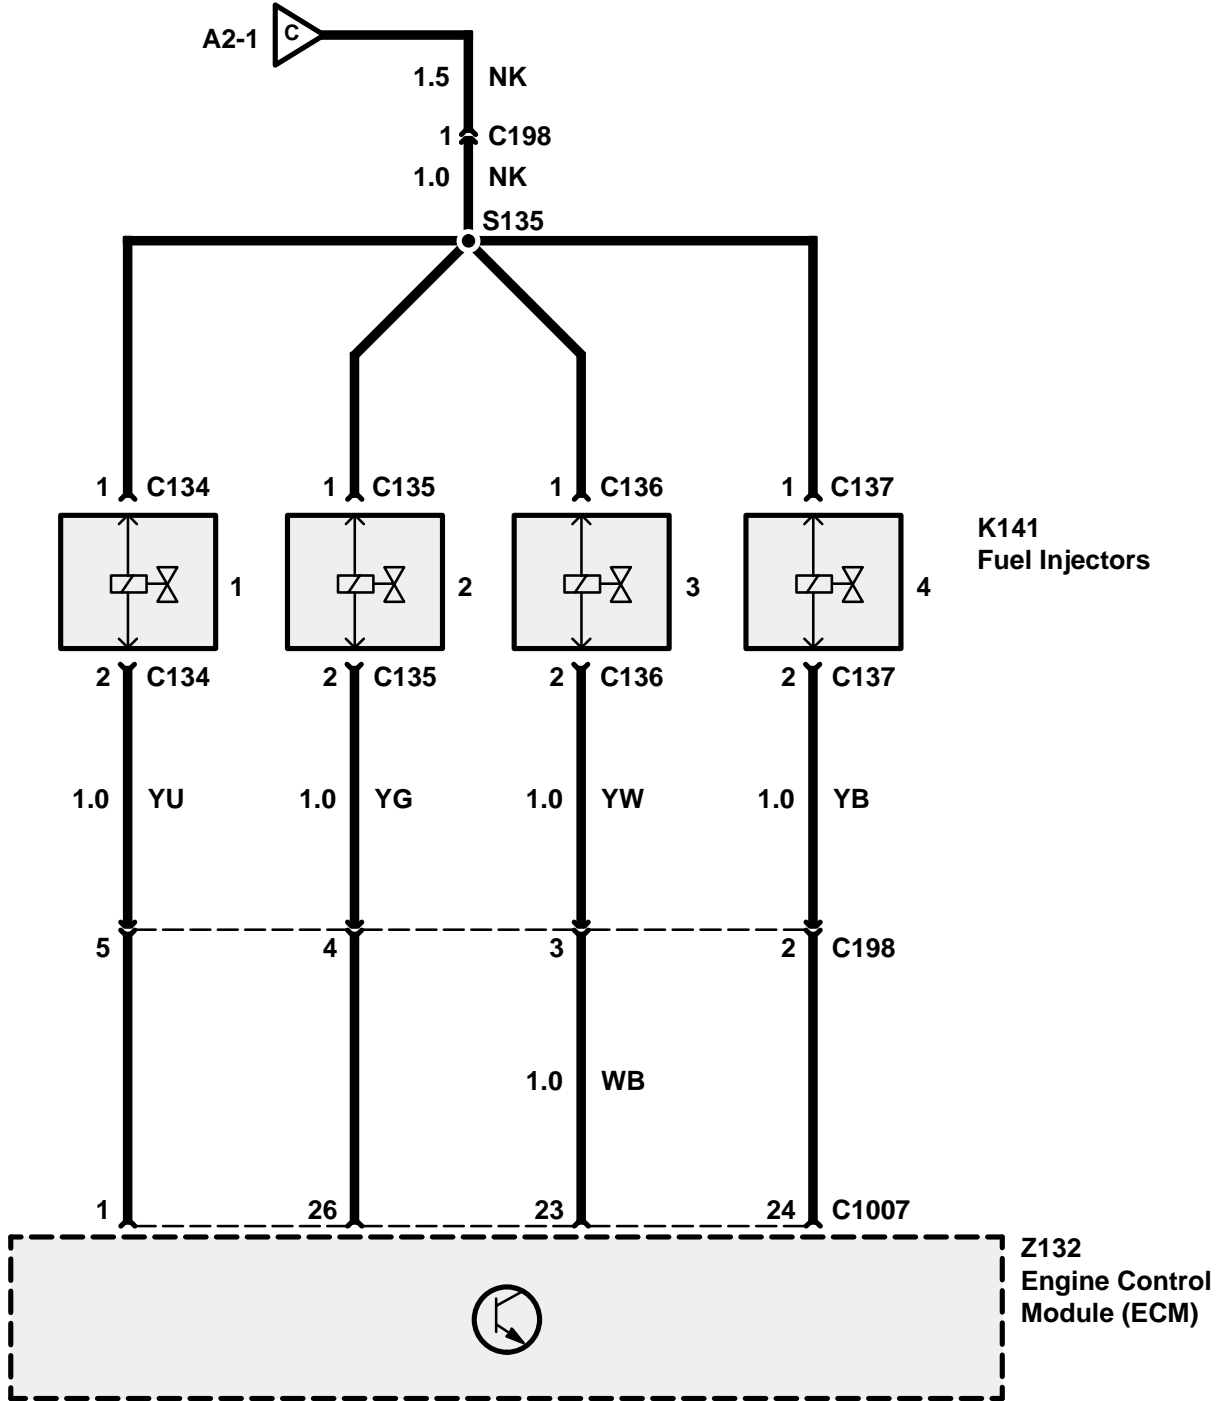 A2-1 C
1.5 NK
1 C198
1.0 NK
S135
1 C134 1 C135 1 C136 1 C137
K141
Fuel Injectors
1 2 3 4
2 C134 2 C135 2 C136 2 C137
1.0 YU 1.0 YG 1.0 YW 1.0 YB
5 4 3 2 C198
1.0 WB
1 26 23 24 C1007
Z132
Engine Control
Module (ECM)